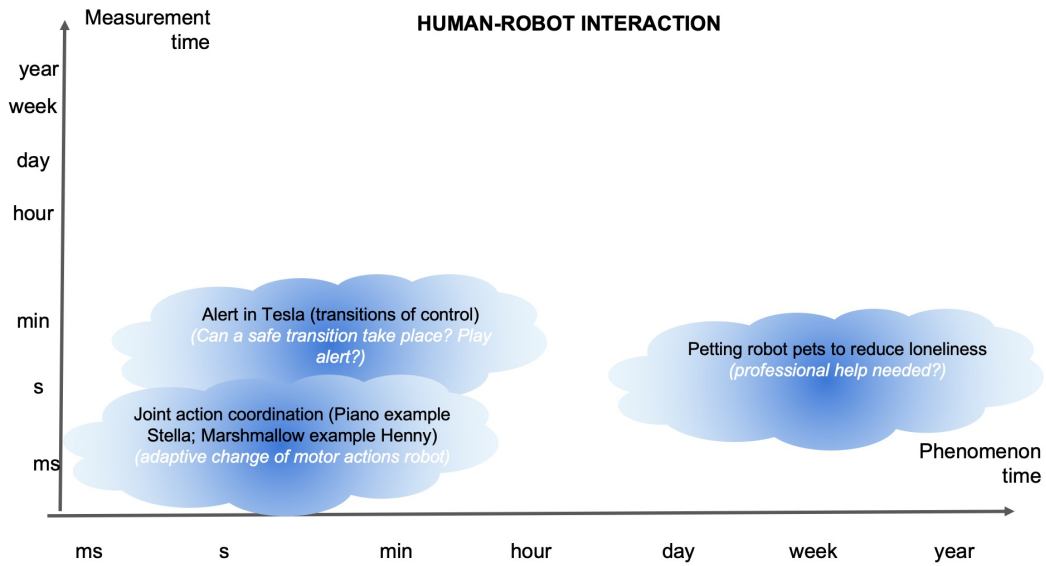 Measurement
time
HUMAN-ROBOT INTERACTION
year
week
day
hour
min
s
ms
Alert in Tesla (transitions of control)
(Can a safe transition take place? Play
alert?)
Joint action coordination (Piano example
Stella; Marshmallow example Henny)
(adaptive change of motor actions robot)
Petting robot pets to reduce loneliness
(professional help needed?)
Phenomenon
time
ms
s
min
hour
day
week
year